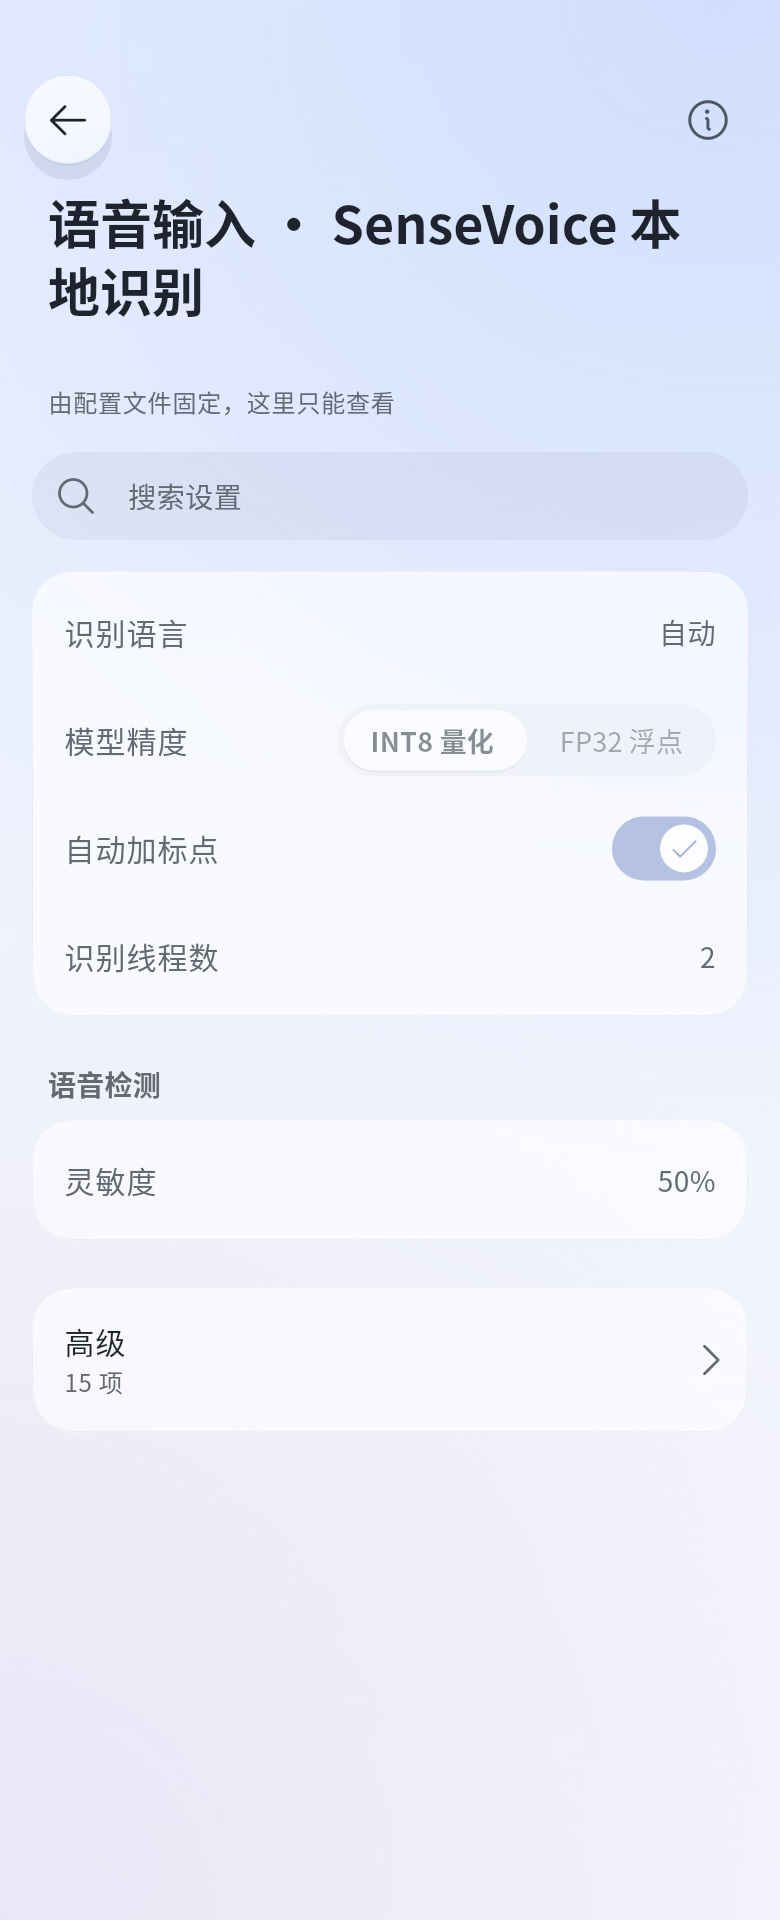 语音输入 · SenseVoice 本
地识别
由配置文件固定，这里只能查看
搜索设置
识别语言 自动
模型精度 INT8 量化 FP32 浮点
自动加标点
识别线程数 2
语音检测
灵敏度 50%
高级
15 项